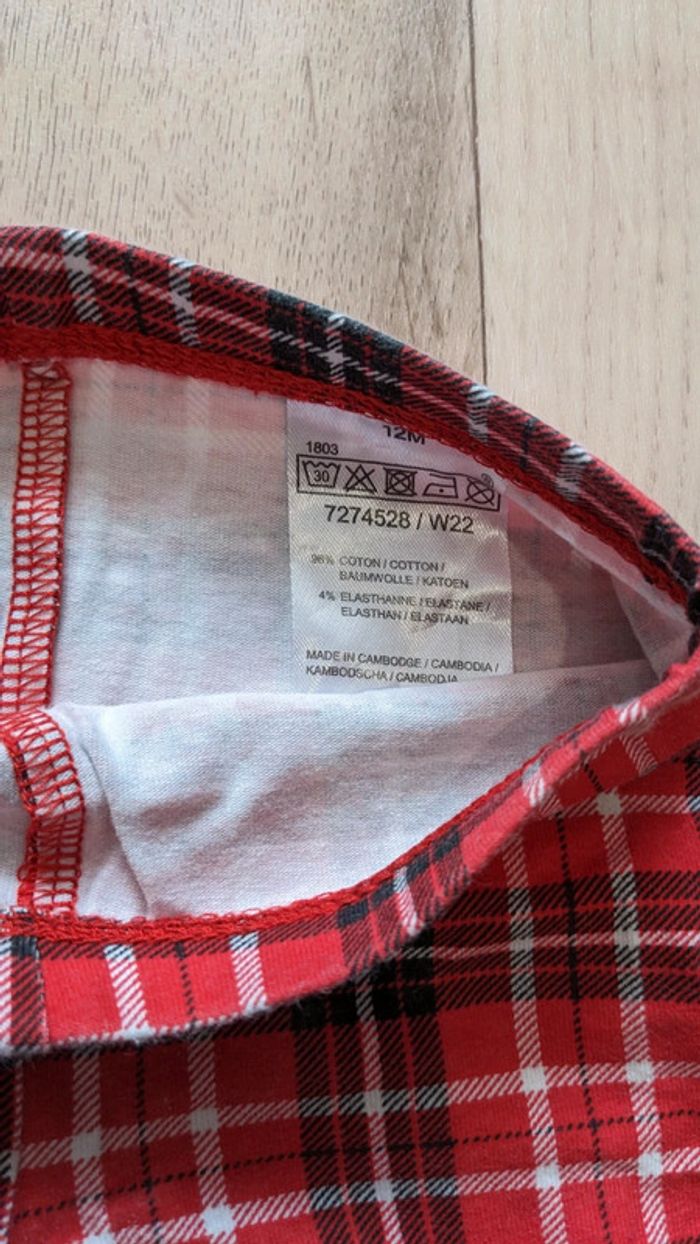 12M
1803
30
7274528 / W22
96% COTON / COTTON /
BAUMWOLLE / KATOEN
4% ELASTHANNE / ELASTANE /
ELASTHAN / ELASTAAN
MADE IN CAMBODGE / CAMBODIA /
KAMBODSCHA / CAMBODJA